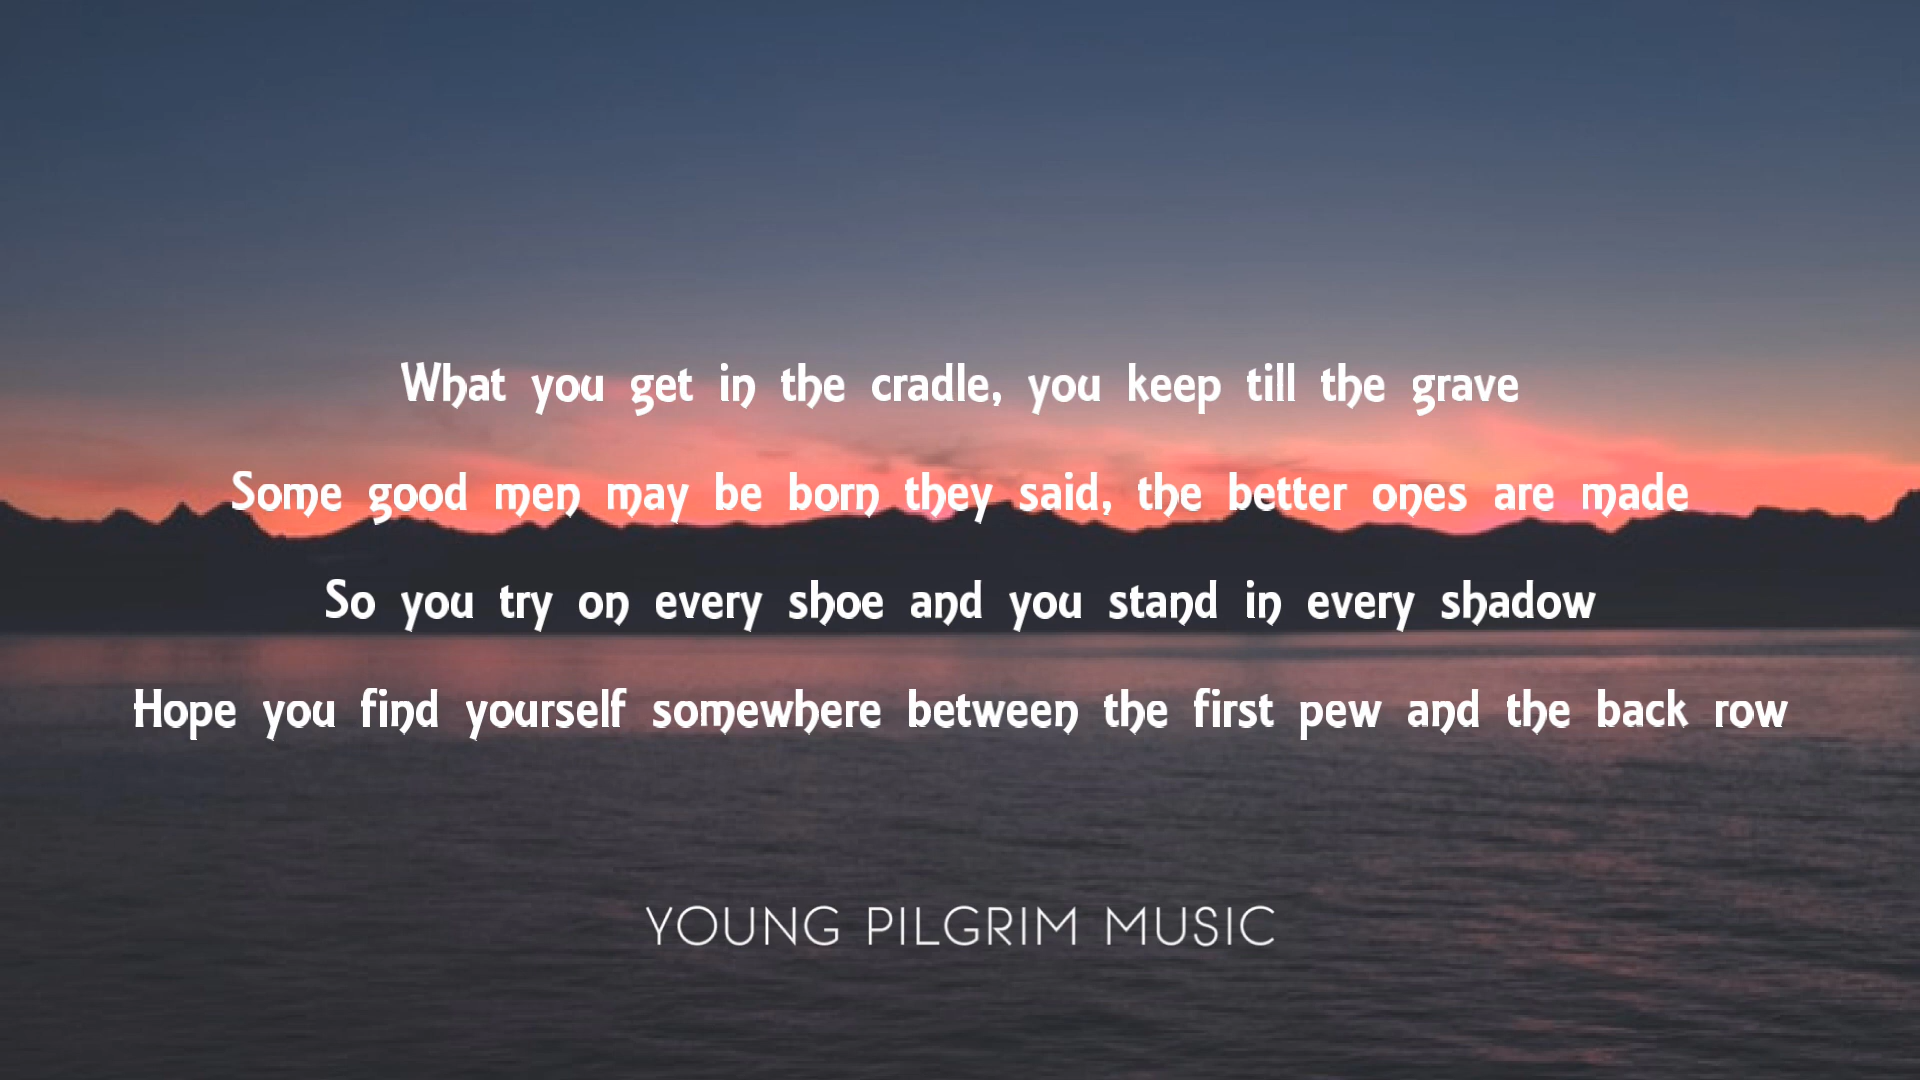 What you get in the cradle, you keep till the grave
Some good men may be born they said, the better ones are made
So you try on every shoe and you stand in every shadow
Hope you find yourself somewhere between the first pew and the back row
YOUNG PILGRIM MUSIC